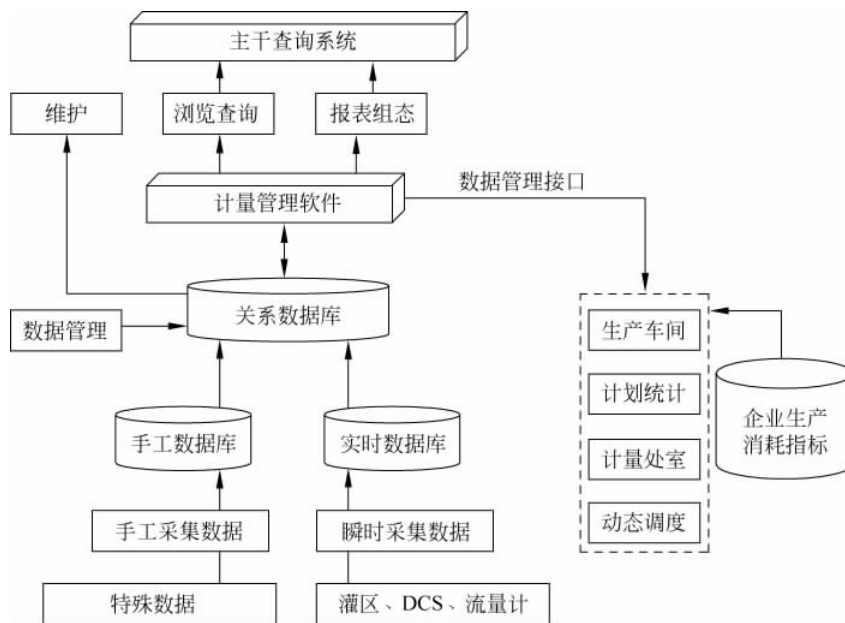 主干查询系统
维护
浏览查询
报表组态
数据管理接口
计量管理软件
关系数据库
数据管理
生产车间
计划统计
计量处室
动态调度
企业生产
消耗指标
手工数据库
实时数据库
手工采集数据
瞬时采集数据
特殊数据
灌区、DCS、流量计